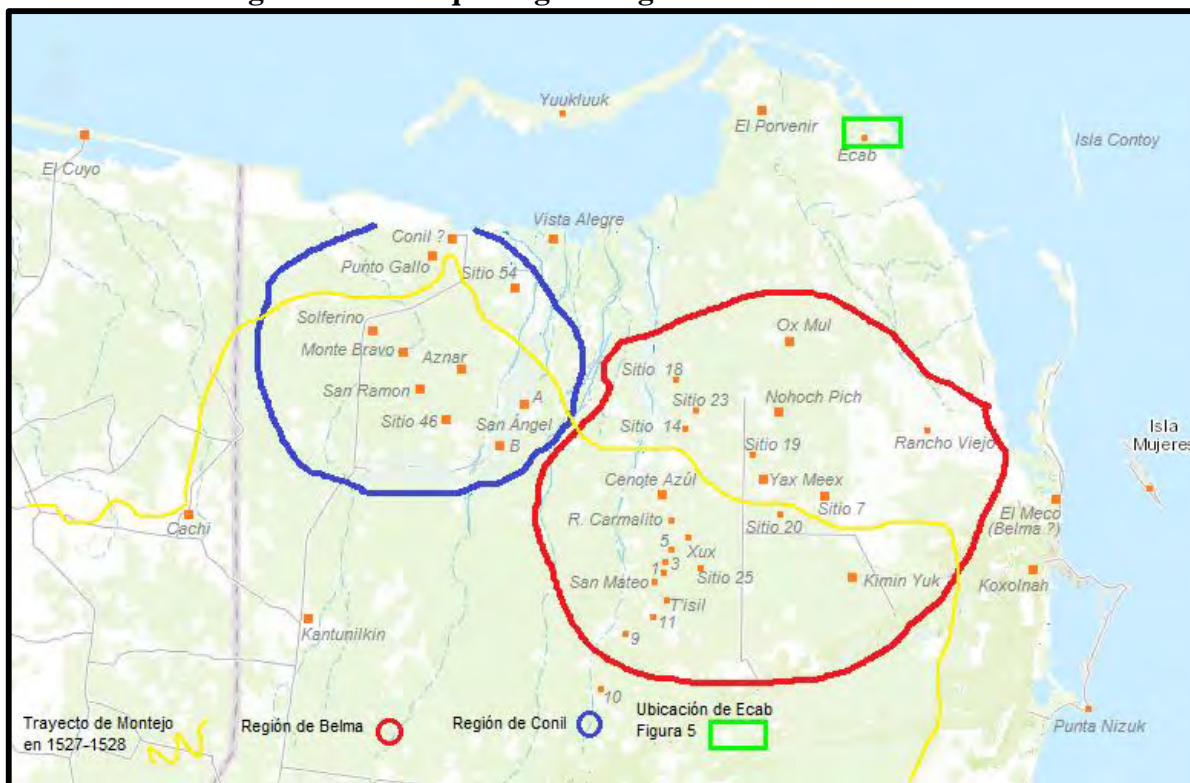 Yuukluuk
El Porvenir
Ecab
Isla Contoy
El Cuyo
Vista Alegre
Conil ?
Punto Gallo
Sitio 54
Solferino
Monte Bravo
Aznar
San Ramon
A
Sitio 46
San Ángel
B
Ox Mul
Sitio 18
Sitio 23
Nohoch Pich
Sitio 14
Rancho Viejo
Isla
Mujeres
Sitio 19
Cenote Azúl
Yax Meex
Sitio 7
El Meco
(Belma ?)
R. Carmalito
Sitio 20
Cachi
5
Xux
1
3
Sitio 25
San Mateo
Kimin Yuk
Koxolnah
T'isil
11
Kantunilkin
9
10
Trayecto de Montejo
en 1527-1528
Región de Belma
Región de Conil
Ubicación de Ecab
Figura 5
Punta Nizuk